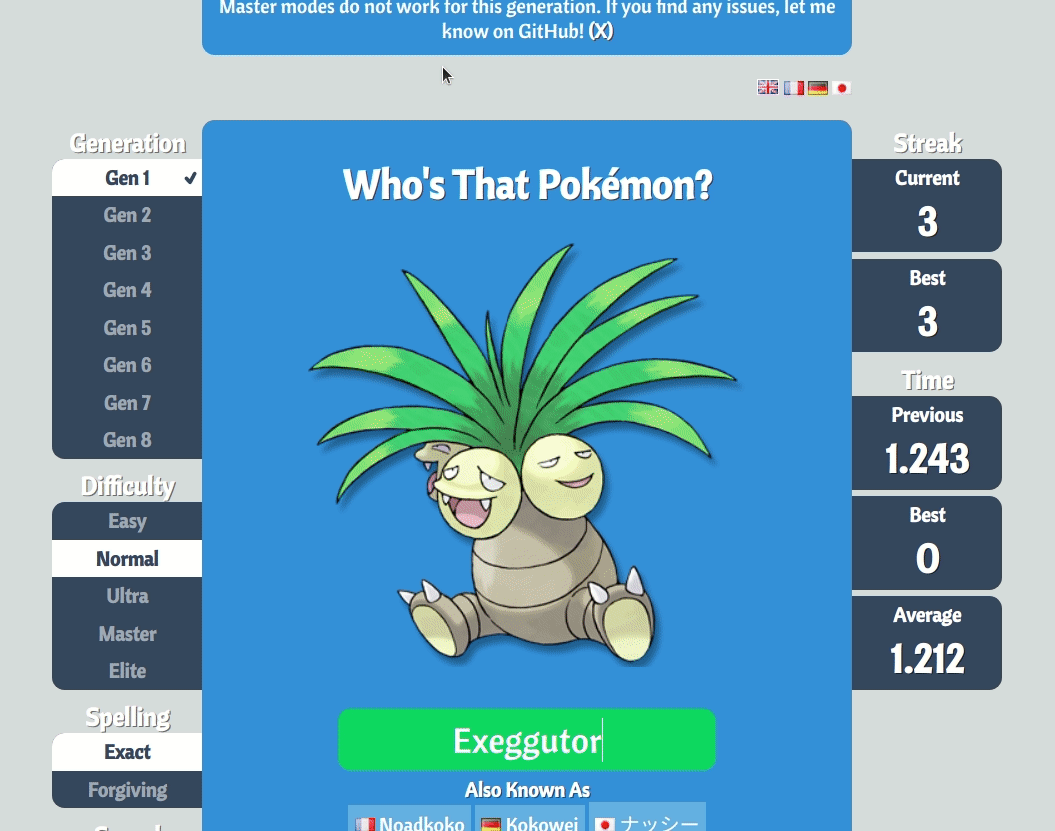 Master modes do not work for this generation. If you find any issues, let me
know on GitHub! (X)
Generation
Gen 1
Gen 2
Gen 3
Gen 4
Gen 5
Gen 6
Gen 7
Gen 8
Difficulty
Easy
Normal
Ultra
Master
Elite
Spelling
Exact
Forgiving
Who's That Pokémon?
Exeggutor
Also Known As
Noadkoko
Kokowei
ナッシー
Streak
Current
3
Best
3
Time
Previous
1.243
Best
0
Average
1.212